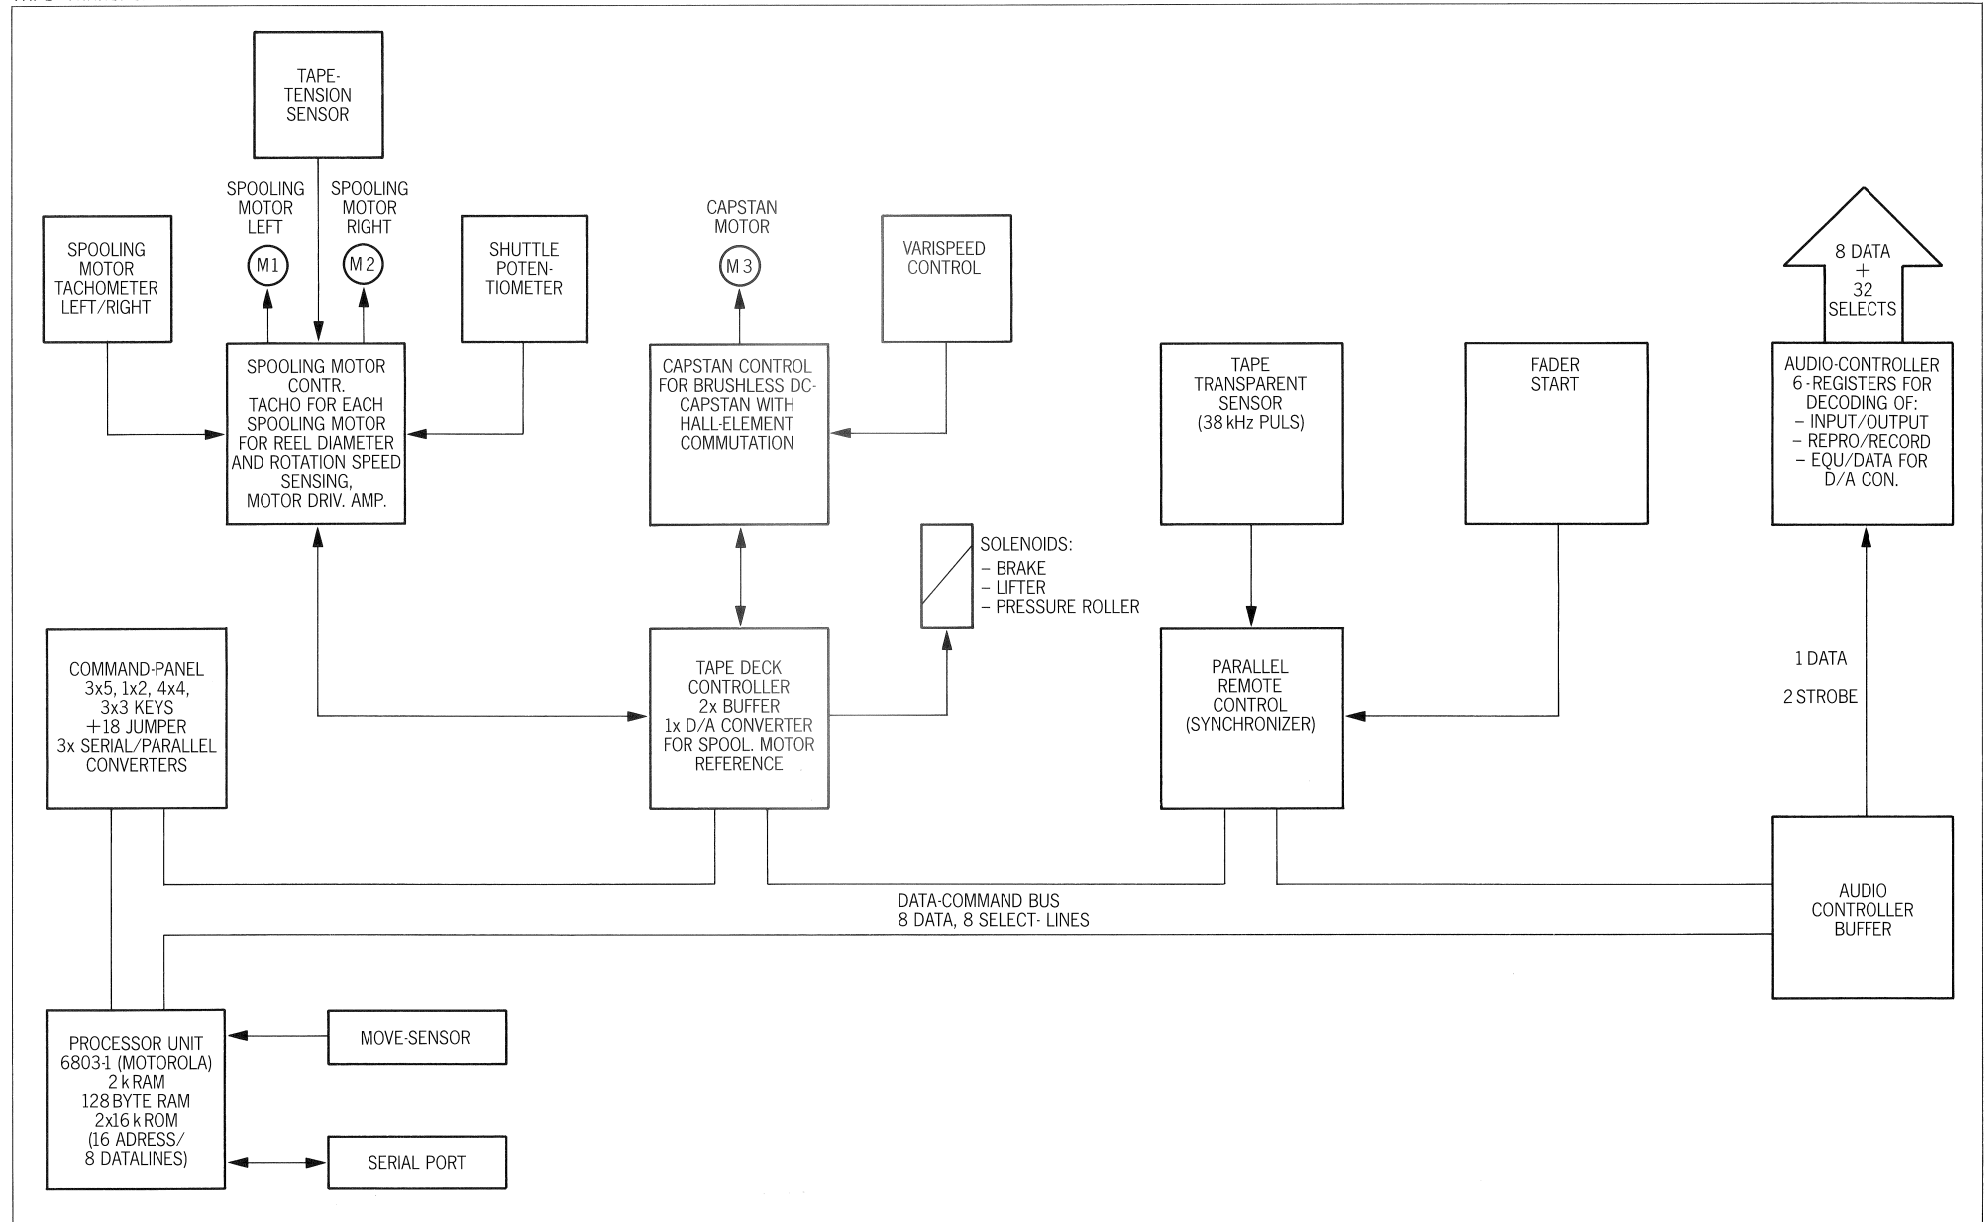 TAPE-
TENSION
SENSOR
SPOOLING
MOTOR
LEFT
M1
SPOOLING
MOTOR
RIGHT
M2
SPOOLING
MOTOR
TACHOMETER
LEFT/RIGHT
SHUTTLE
POTEN-
TIOMETER
CAPSTAN
MOTOR
M3
VARISPEED
CONTROL
8 DATA
+
32
SELECTS
SPOOLING MOTOR
CONTR.
TACHO FOR EACH
SPOOLING MOTOR
FOR REEL DIAMETER
AND ROTATION SPEED
SENSING,
MOTOR DRIV. AMP.
CAPSTAN CONTROL
FOR BRUSHLESS DC-
CAPSTAN WITH
HALL-ELEMENT
COMMUTATION
TAPE
TRANSPARENT
SENSOR
(38 kHz PULS)
FADER
START
AUDIO-CONTROLLER
6-REGISTERS FOR
DECODING OF:
– INPUT/OUTPUT
– REPRO/RECORD
– EQU/DATA FOR
D/A CON.
SOLENOIDS:
– BRAKE
– LIFTER
– PRESSURE ROLLER
COMMAND-PANEL
3x5, 1x2, 4x4,
3x3 KEYS
+18 JUMPER
3x SERIAL/PARALLEL
CONVERTERS
TAPE DECK
CONTROLLER
2x BUFFER
1x D/A CONVERTER
FOR SPOOL. MOTOR
REFERENCE
PARALLEL
REMOTE
CONTROL
(SYNCHRONIZER)
1 DATA
2 STROBE
DATA-COMMAND BUS
8 DATA, 8 SELECT- LINES
AUDIO
CONTROLLER
BUFFER
PROCESSOR UNIT
6803-1 (MOTOROLA)
2 k RAM
128 BYTE RAM
2x16 k ROM
(16 ADRESS/
8 DATALINES)
MOVE-SENSOR
SERIAL PORT